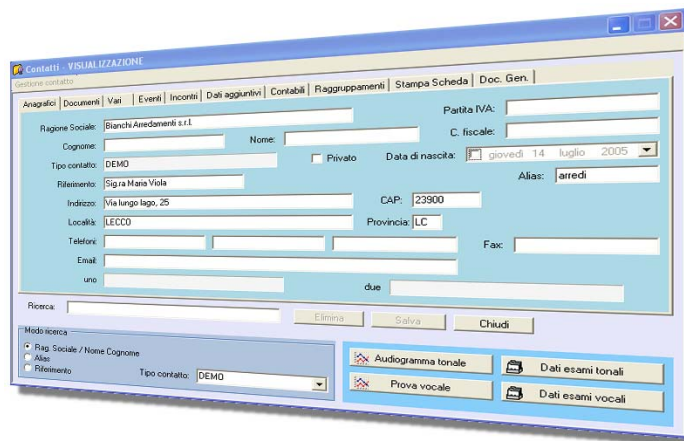 Contatti - VISUALIZZAZIONE
Gestione contatto
Anagrafici Documenti Vari Eventi Incontri Dati aggiuntivi Contabili Raggruppamenti Stampa Scheda Doc. Gen.
Ragione Sociale: Bianchi Arredamenti s.r.l. Partita IVA:
Cognome: Nome: C. fiscale:
Tipo contatto: DEMO Privato Data di nascita: giovedì 14 luglio 2005
Riferimento: Sig.ra Maria Viola Alias: arredi
Indirizzo: Via lungo lago, 25 CAP: 23900
Località: LECCO Provincia: LC
Telefoni: Fax:
Email:
uno due
Ricerca: Elimina Salva Chiudi
Modo ricerca
Rag. Sociale / Nome Cognome
Alias
Riferimento Tipo contatto: DEMO
Audiogramma tonale Dati esami tonali
Prova vocale Dati esami vocali